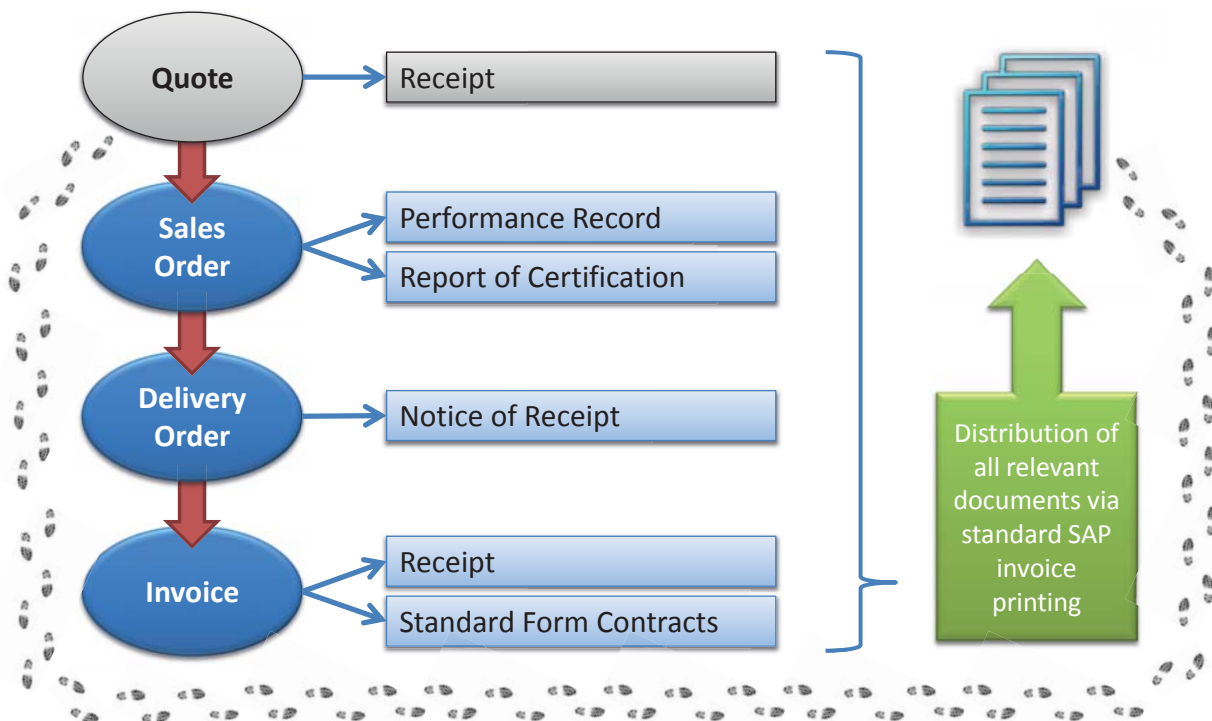 Quote
Receipt
Sales
Order
Performance Record
Report of Certification
Delivery
Order
Notice of Receipt
Invoice
Receipt
Standard Form Contracts
Distribution of
all relevant
documents via
standard SAP
invoice
printing